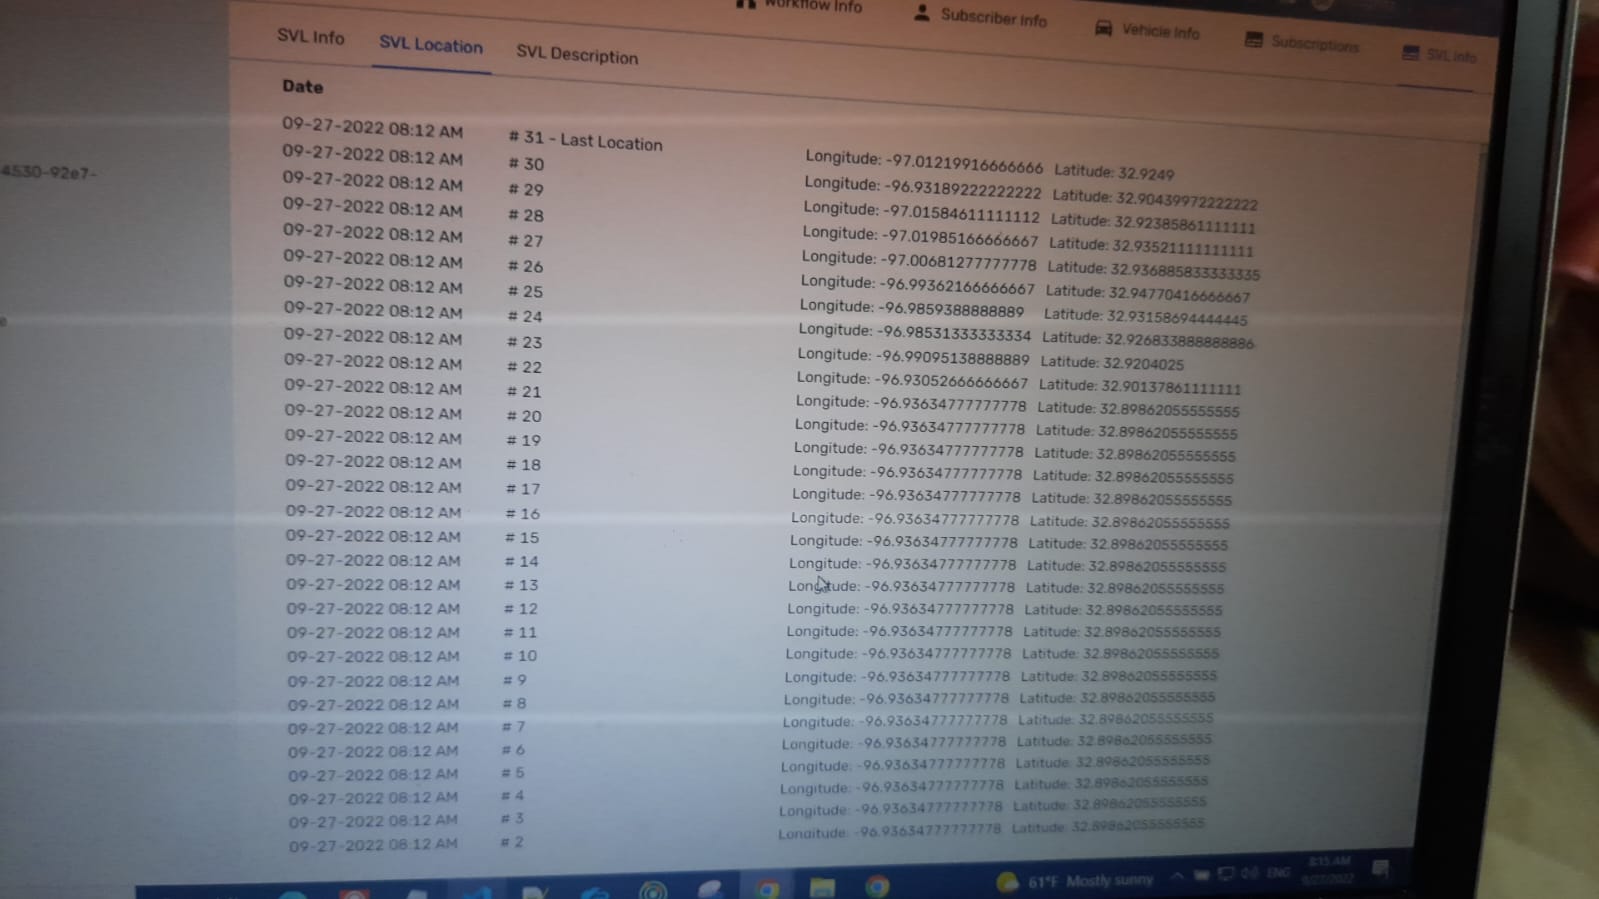 Workflow Info Subscriber Info Vehicle Info Subscriptions SVL Info
SVL Info SVL Location SVL Description
Date
4530-92e7-
09-27-2022 08:12 AM # 31 - Last Location Longitude: -97.01219916666666 Latitude: 32.9249
09-27-2022 08:12 AM # 30 Longitude: -96.93189222222222 Latitude: 32.90439972222222
09-27-2022 08:12 AM # 29 Longitude: -97.01584611111112 Latitude: 32.92385861111111
09-27-2022 08:12 AM # 28 Longitude: -97.01985166666667 Latitude: 32.93521111111111
09-27-2022 08:12 AM # 27 Longitude: -97.00681277777778 Latitude: 32.936885833333335
09-27-2022 08:12 AM # 26 Longitude: -96.99362166666667 Latitude: 32.94770416666667
09-27-2022 08:12 AM # 25 Longitude: -96.9859388888889 Latitude: 32.93158694444445
09-27-2022 08:12 AM # 24 Longitude: -96.98531333333334 Latitude: 32.926833888888886
09-27-2022 08:12 AM # 23 Longitude: -96.99095138888889 Latitude: 32.9204025
09-27-2022 08:12 AM # 22 Longitude: -96.93052666666667 Latitude: 32.90137861111111
09-27-2022 08:12 AM # 21 Longitude: -96.93634777777778 Latitude: 32.89862055555555
09-27-2022 08:12 AM # 20 Longitude: -96.93634777777778 Latitude: 32.89862055555555
09-27-2022 08:12 AM # 19 Longitude: -96.93634777777778 Latitude: 32.89862055555555
09-27-2022 08:12 AM # 18 Longitude: -96.93634777777778 Latitude: 32.89862055555555
09-27-2022 08:12 AM # 17 Longitude: -96.93634777777778 Latitude: 32.89862055555555
09-27-2022 08:12 AM # 16 Longitude: -96.93634777777778 Latitude: 32.89862055555555
09-27-2022 08:12 AM # 15 Longitude: -96.93634777777778 Latitude: 32.89862055555555
09-27-2022 08:12 AM # 14 Longitude: -96.93634777777778 Latitude: 32.89862055555555
09-27-2022 08:12 AM # 13 Longitude: -96.93634777777778 Latitude: 32.89862055555555
09-27-2022 08:12 AM # 12 Longitude: -96.93634777777778 Latitude: 32.89862055555555
09-27-2022 08:12 AM # 11 Longitude: -96.93634777777778 Latitude: 32.89862055555555
09-27-2022 08:12 AM # 10 Longitude: -96.93634777777778 Latitude: 32.89862055555555
09-27-2022 08:12 AM # 9 Longitude: -96.93634777777778 Latitude: 32.89862055555555
09-27-2022 08:12 AM # 8 Longitude: -96.93634777777778 Latitude: 32.89862055555555
09-27-2022 08:12 AM # 7 Longitude: -96.93634777777778 Latitude: 32.89862055555555
09-27-2022 08:12 AM # 6 Longitude: -96.93634777777778 Latitude: 32.89862055555555
09-27-2022 08:12 AM # 5 Longitude: -96.93634777777778 Latitude: 32.89862055555555
09-27-2022 08:12 AM # 4 Longitude: -96.93634777777778 Latitude: 32.89862055555555
09-27-2022 08:12 AM # 3 Longitude: -96.93634777777778 Latitude: 32.89862055555555
09-27-2022 08:12 AM # 2 Longitude: -96.93634777777778 Latitude: 32.89862055555555
61°F Mostly sunny ENG 8:15 AM
9/27/2022